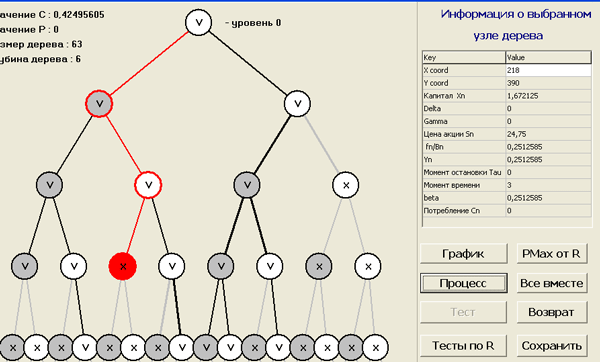 ачение C : 0,42495605
ачение P : 0
змер дерева : 63
убина дерева : 6
V
- уровень 0
V V
V V V X
V V X V V V X X
X X X V X X X V X V X V X X X X
Информация о выбранном
узле дерева
Key Value
X coord 218
Y coord 390
Капитал Xn 1,672125
Delta 0
Gamma 0
Цена акции Sn 24,75
fn/Bn 0,2512585
Yn 0,2512585
Момент остановки Tau 0
Момент времени 3
beta 0,2512585
Потребление Cn 0
График PMax от R
Процесс Все вместе
Тест Возврат
Тесты по R Сохранить